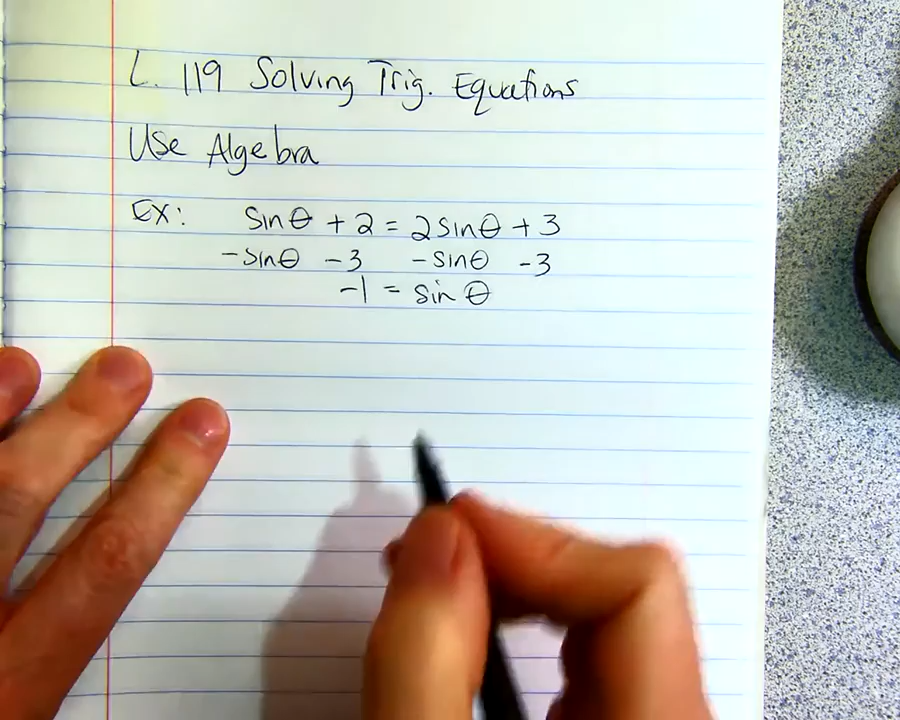 L. 119 Solving Trig. Equations
Use Algebra
EX: sinθ + 2 = 2sinθ + 3
-sinθ -3 -sinθ -3
-1 = sinθ